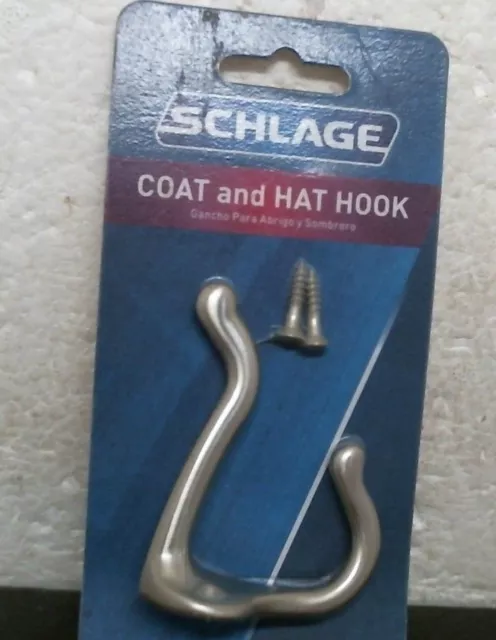 SCHLAGE
COAT and HAT HOOK
Gancho Para Abrigo y Sombrero